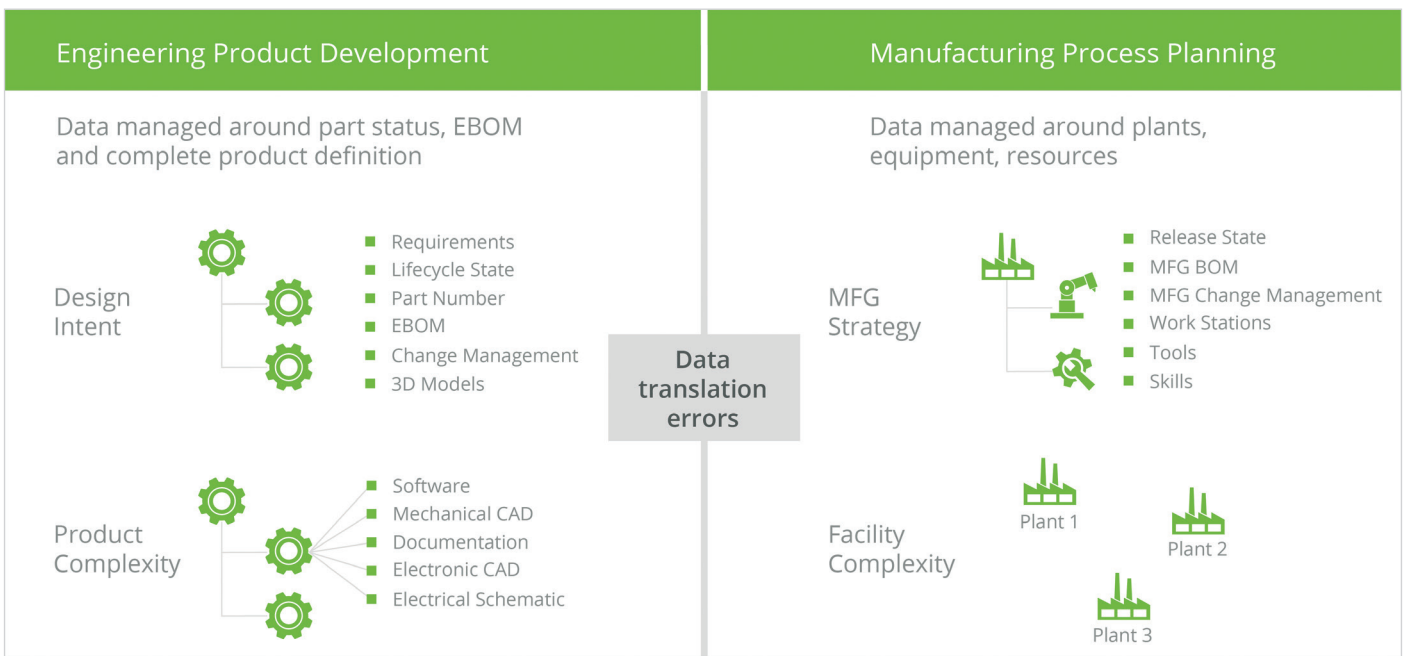 Engineering Product Development
Data managed around part status, EBOM
and complete product definition
Design
Intent
Requirements
Lifecycle State
Part Number
EBOM
Change Management
3D Models
Product
Complexity
Software
Mechanical CAD
Documentation
Electronic CAD
Electrical Schematic
Data
translation
errors
Manufacturing Process Planning
Data managed around plants,
equipment, resources
MFG
Strategy
Release State
MFG BOM
MFG Change Management
Work Stations
Tools
Skills
Facility
Complexity
Plant 1
Plant 2
Plant 3